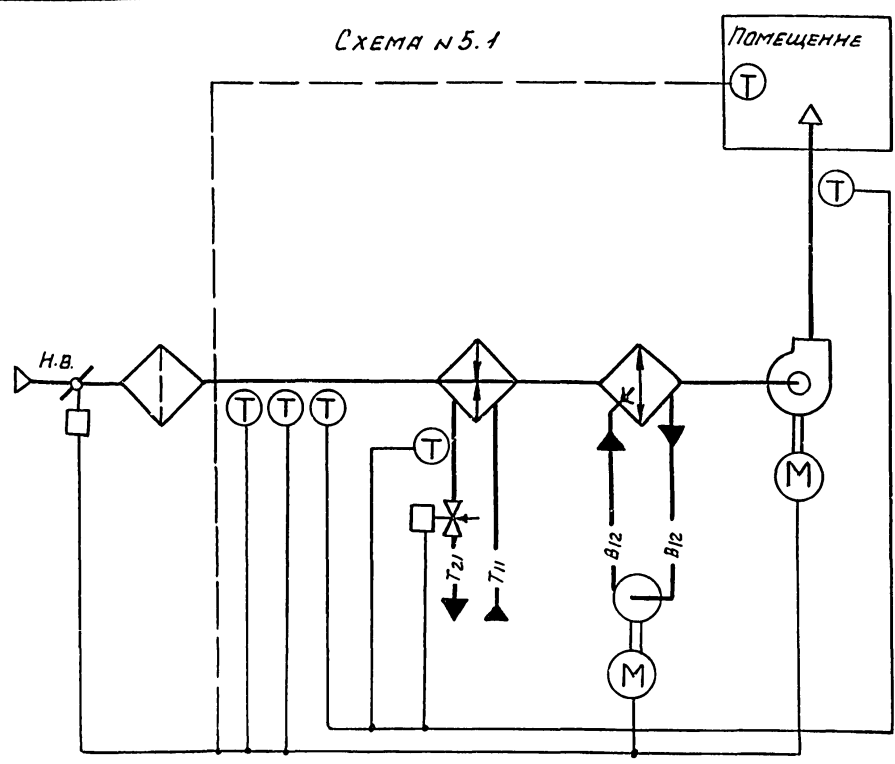 Схема N 5.1
Помещение
Т
Т
Н.В.
Т
Т
Т
Т
М
Т21
Т11
В12
В12
М